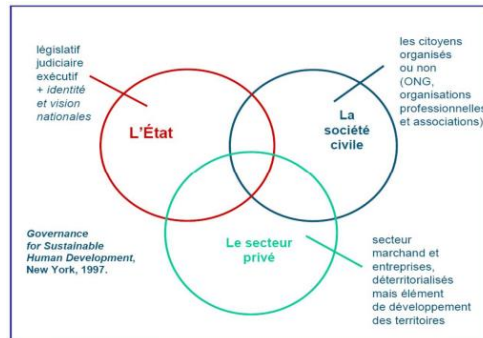 législatif
judiciaire
exécutif
+ identité
et vision
nationales
les citoyens
organisés
ou non
(ONG,
organisations
professionnelles
et associations)
L'État
La
société
civile
Le secteur
privé
Governance
for Sustainable
Human Development,
New York, 1997.
secteur
marchand et
entreprises,
déterritorialisés
mais élément
de développement
des territoires